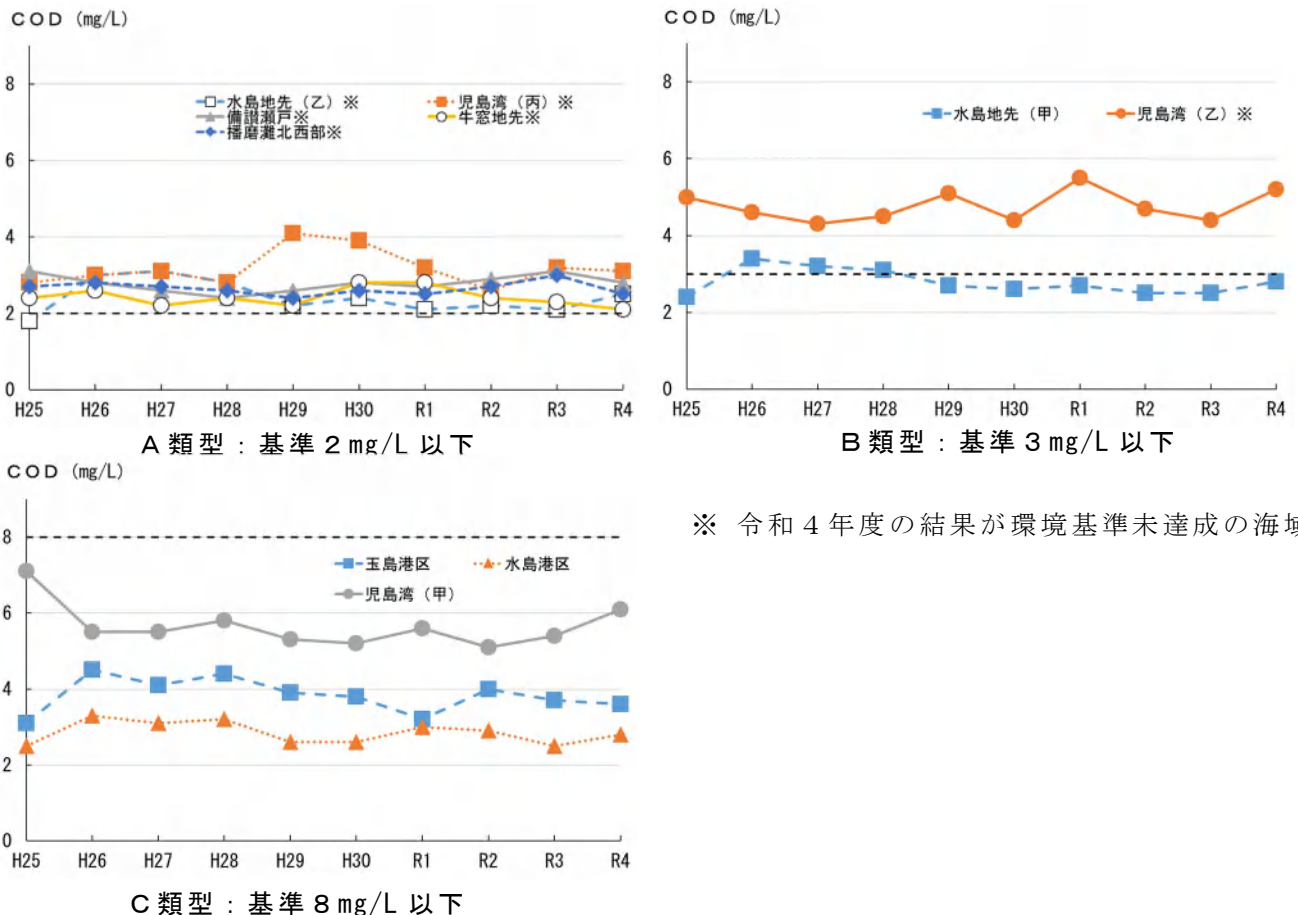 COD (mg/L)
8
6
4
2
0
水島地先(乙)※
児島湾(丙)※
備讃瀬戸※
牛窓地先※
播磨灘北西部※
H25 H26 H27 H28 H29 H30 R1 R2 R3 R4
A類型:基準2mg/L以下
COD (mg/L)
8
6
4
2
0
水島地先(甲)
児島湾(乙)※
H25 H26 H27 H28 H29 H30 R1 R2 R3 R4
B類型:基準3mg/L以下
COD (mg/L)
8
6
4
2
0
玉島港区
水島港区
児島湾(甲)
H25 H26 H27 H28 H29 H30 R1 R2 R3 R4
C類型:基準8mg/L以下
※ 令和4年度の結果が環境基準未達成の海域